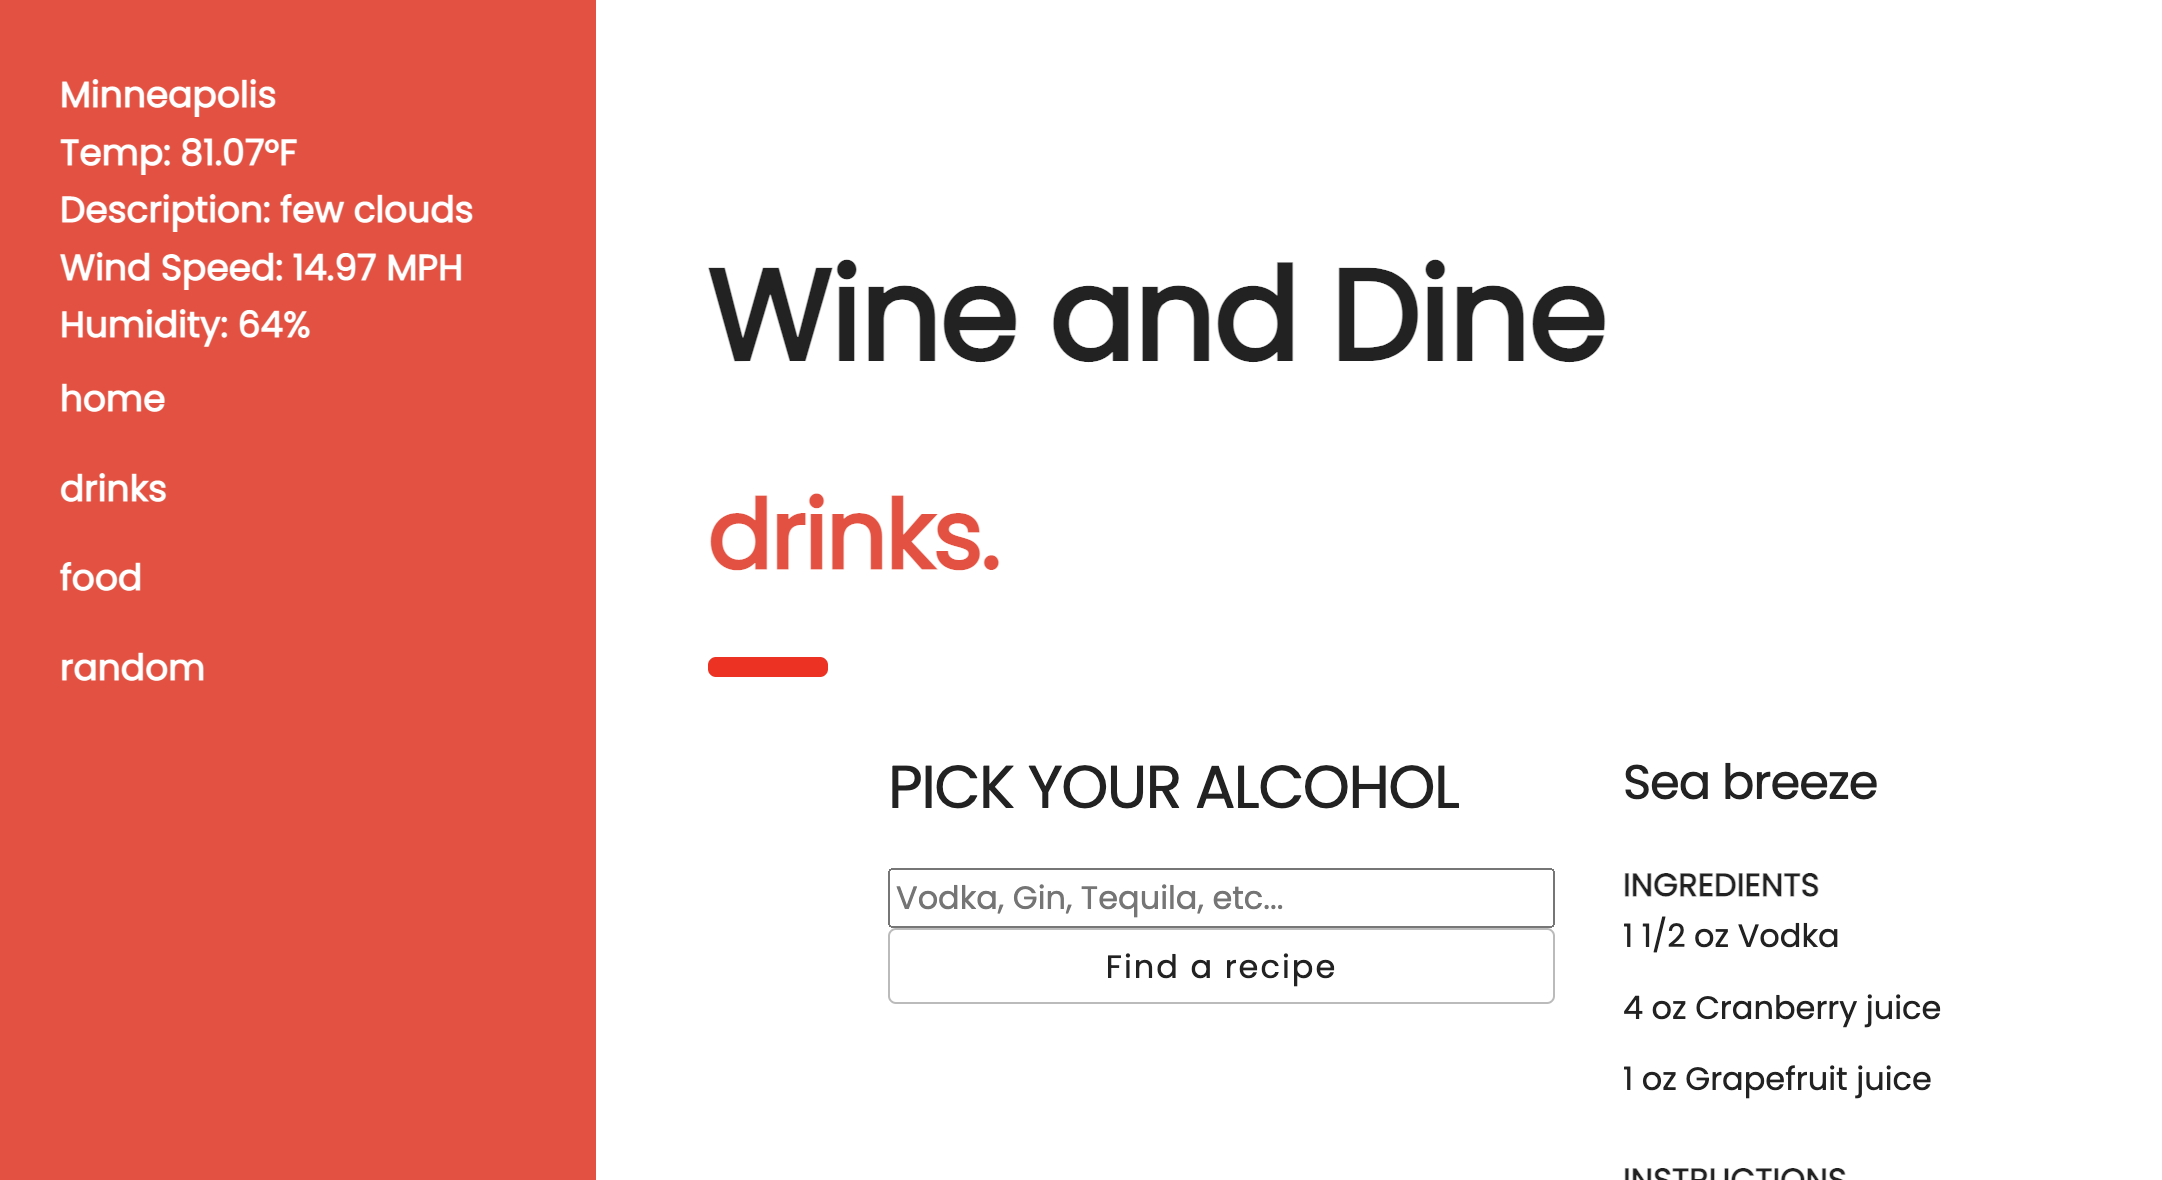 Minneapolis
Temp: 81.07°F
Description: few clouds
Wind Speed: 14.97 MPH
Humidity: 64%
home
drinks
food
random
Wine and Dine
drinks.
PICK YOUR ALCOHOL
Vodka, Gin, Tequila, etc...
Find a recipe
Sea breeze
INGREDIENTS
1 1/2 oz Vodka
4 oz Cranberry juice
1 oz Grapefruit juice
INSTRUCTIONS